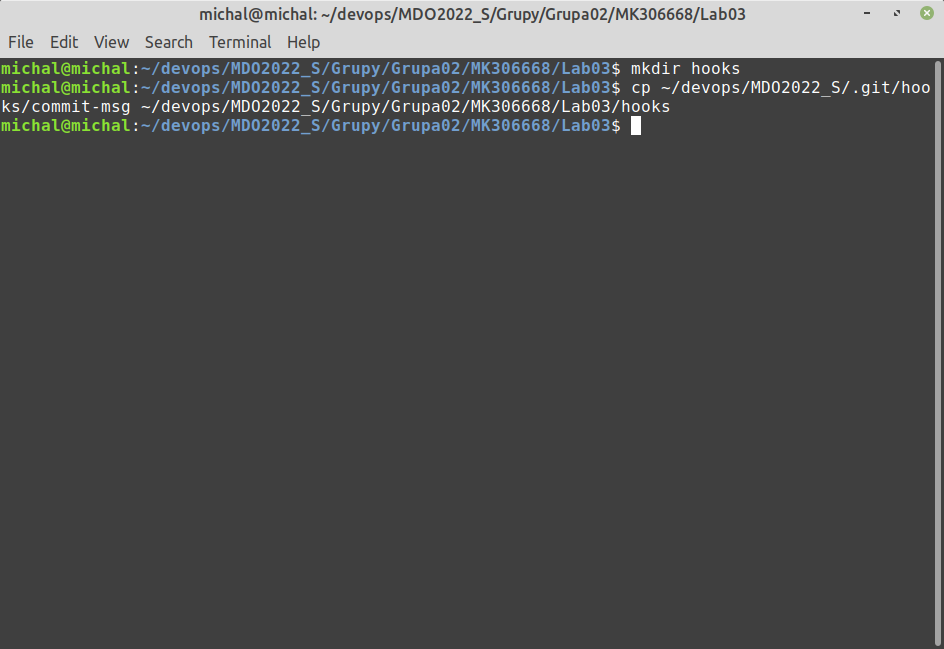 michal@michal: ~/devops/MDO2022_S/Grupy/Grupa02/MK306668/Lab03
File Edit View Search Terminal Help
michal@michal:~/devops/MDO2022_S/Grupy/Grupa02/MK306668/Lab03$ mkdir hooks
michal@michal:~/devops/MDO2022_S/Grupy/Grupa02/MK306668/Lab03$ cp ~/devops/MDO2022_S/.git/hoo
ks/commit-msg ~/devops/MDO2022_S/Grupy/Grupa02/MK306668/Lab03/hooks
michal@michal:~/devops/MDO2022_S/Grupy/Grupa02/MK306668/Lab03$